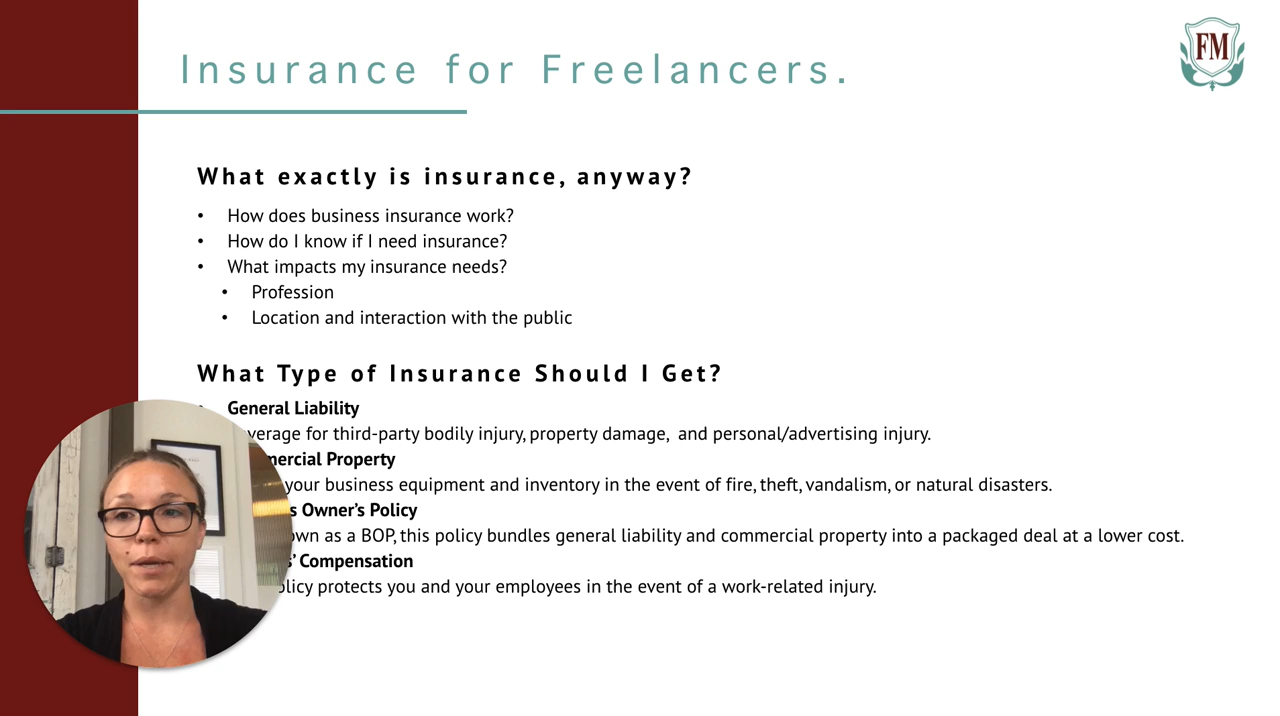 Insurance for Freelancers.
FM
What exactly is insurance, anyway?
• How does business insurance work?
• How do I know if I need insurance?
• What impacts my insurance needs?
• Profession
• Location and interaction with the public
What Type of Insurance Should I Get?
General Liability
for third-party bodily injury, property damage, and personal/advertising injury.
Property
your business equipment and inventory in the event of fire, theft, vandalism, or natural disasters.
Owner's Policy
as a BOP, this policy bundles general liability and commercial property into a packaged deal at a lower cost.
Compensation
protects you and your employees in the event of a work-related injury.